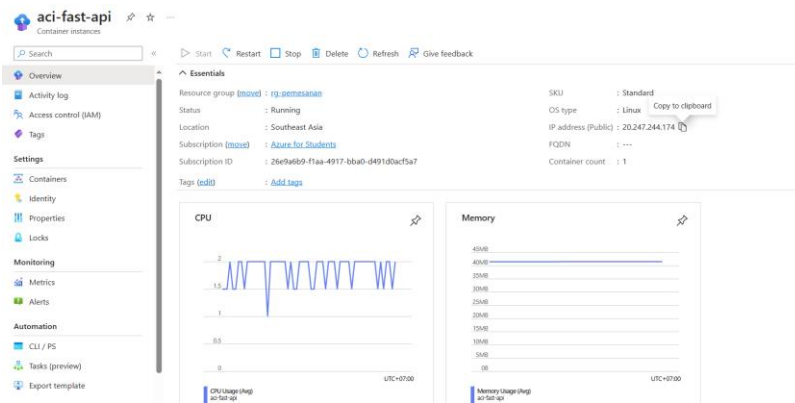 aci-fast-api
Container instances
Search
Start Restart Stop Delete Refresh Give feedback
Overview
Activity log
Access control (IAM)
Tags
Settings
Containers
Identity
Properties
Locks
Monitoring
Metrics
Alerts
Automation
CLI / PS
Tasks (preview)
Export template
Essentials
Resource group (move) : rg-pemesanan
Status : Running
Location : Southeast Asia
Subscription (move) : Azure for Students
Subscription ID : 26e9a6b9-f1aa-4917-bba0-d491d0acf5a7
Tags (edit) : Add tags
SKU : Standard
OS type : Linux
Copy to clipboard
IP address (Public) : 20.247.244.174
FQDN : ---
Container count : 1
CPU
2
1.5
1
0.5
0
UTC+07:00
CPU Usage (Avg)
aci-fast-api
Memory
45MB
40MB
35MB
30MB
25MB
20MB
15MB
10MB
5MB
0B
UTC+07:00
Memory Usage (Avg)
aci-fast-api